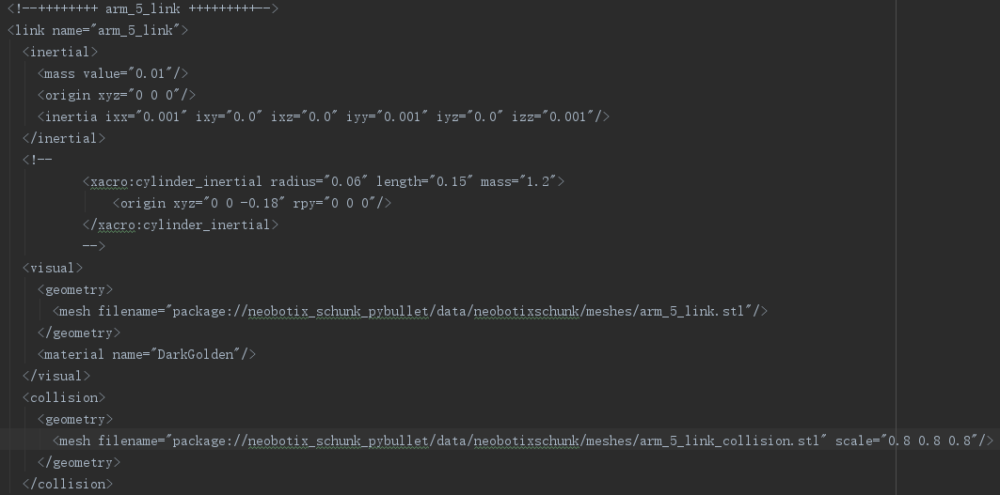 <!--++++++++ arm_5_link +++++++++-->
<link name="arm_5_link">
<inertial>
<mass value="0.01"/>
<origin xyz="0 0 0"/>
<inertia ixx="0.001" ixy="0.0" ixz="0.0" iyy="0.001" iyz="0.0" izz="0.001"/>
</inertial>
<!--
<xacro:cylinder_inertial radius="0.06" length="0.15" mass="1.2">
<origin xyz="0 0 -0.18" rpy="0 0 0"/>
</xacro:cylinder_inertial>
-->
<visual>
<geometry>
<mesh filename="package://neobotix_schunk_pybullet/data/neobotixschunk/meshes/arm_5_link.stl"/>
</geometry>
<material name="DarkGolden"/>
</visual>
<collision>
<geometry>
<mesh filename="package://neobotix_schunk_pybullet/data/neobotixschunk/meshes/arm_5_link_collision.stl" scale="0.8 0.8 0.8"/>
</geometry>
</collision>